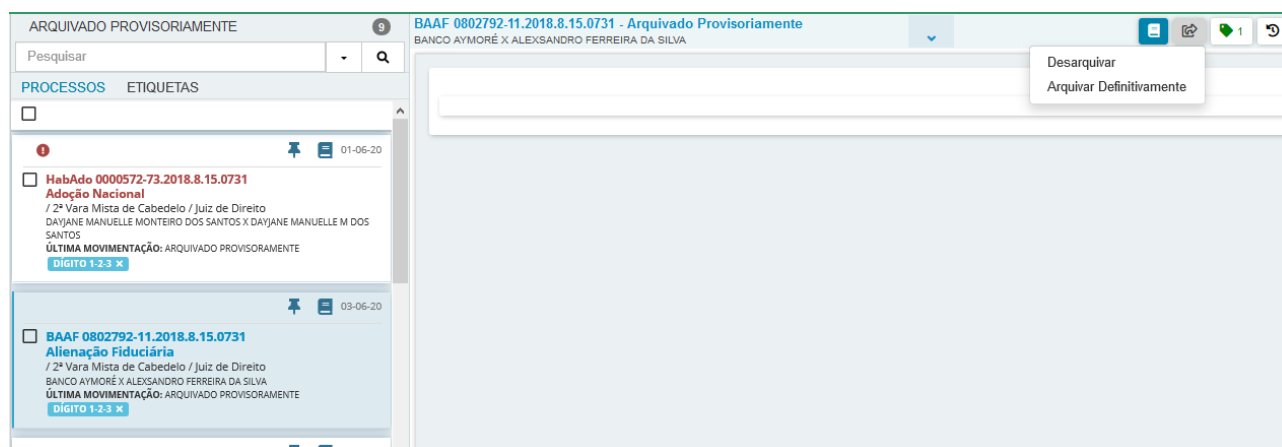 ARQUIVADO PROVISORIAMENTE 9
Pesquisar
PROCESSOS ETIQUETAS
01-06-20
HabAdo 0000572-73.2018.8.15.0731
Adoção Nacional
/ 2ª Vara Mista de Cabedelo / Juiz de Direito
DAYJANE MANUELLE MONTEIRO DOS SANTOS X DAYJANE MANUELLE M DOS
SANTOS
ÚLTIMA MOVIMENTAÇÃO: ARQUIVADO PROVISORAMENTE
DÍGITO 1-2-3 ×
03-06-20
BAAF 0802792-11.2018.8.15.0731
Alienação Fiduciária
/ 2ª Vara Mista de Cabedelo / Juiz de Direito
BANCO AYMORÉ X ALEXSANDRO FERREIRA DA SILVA
ÚLTIMA MOVIMENTAÇÃO: ARQUIVADO PROVISORAMENTE
DÍGITO 1-2-3 ×
BAAF 0802792-11.2018.8.15.0731 - Arquivado Provisoriamente
BANCO AYMORÉ X ALEXSANDRO FERREIRA DA SILVA
1
Desarquivar
Arquivar Definitivamente